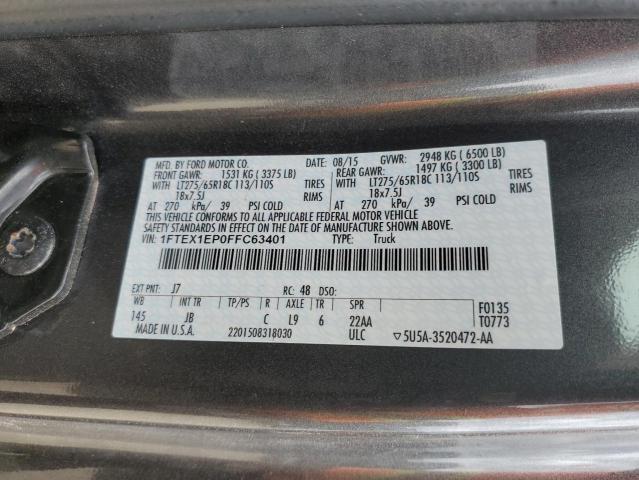 MFD. BY FORD MOTOR CO.
DATE: 08/15 GVWR: 2948 KG ( 6500 LB)
FRONT GAWR: 1531 KG ( 3375 LB) REAR GAWR: 1497 KG ( 3300 LB)
WITH LT275/65R18C 113/110S TIRES WITH LT275/65R18C 113/110S TIRES
18x7.5J RIMS 18x7.5J RIMS
AT 270 kPa/ 39 PSI COLD AT 270 kPa/ 39 PSI COLD
THIS VEHICLE CONFORMS TO ALL APPLICABLE FEDERAL MOTOR VEHICLE
SAFETY STANDARDS IN EFFECT ON THE DATE OF MANUFACTURE SHOWN ABOVE.
VIN: 1FTEX1EP0FFC63401 TYPE: Truck
EXT PNT: J7 RC: 48 DSO:
WB INT TR TP/PS R AXLE TR SPR
145 JB C L9 6 22AA
MADE IN U.S.A. 2201508318030 ULC
F0135
T0773
5U5A-3520472-AA